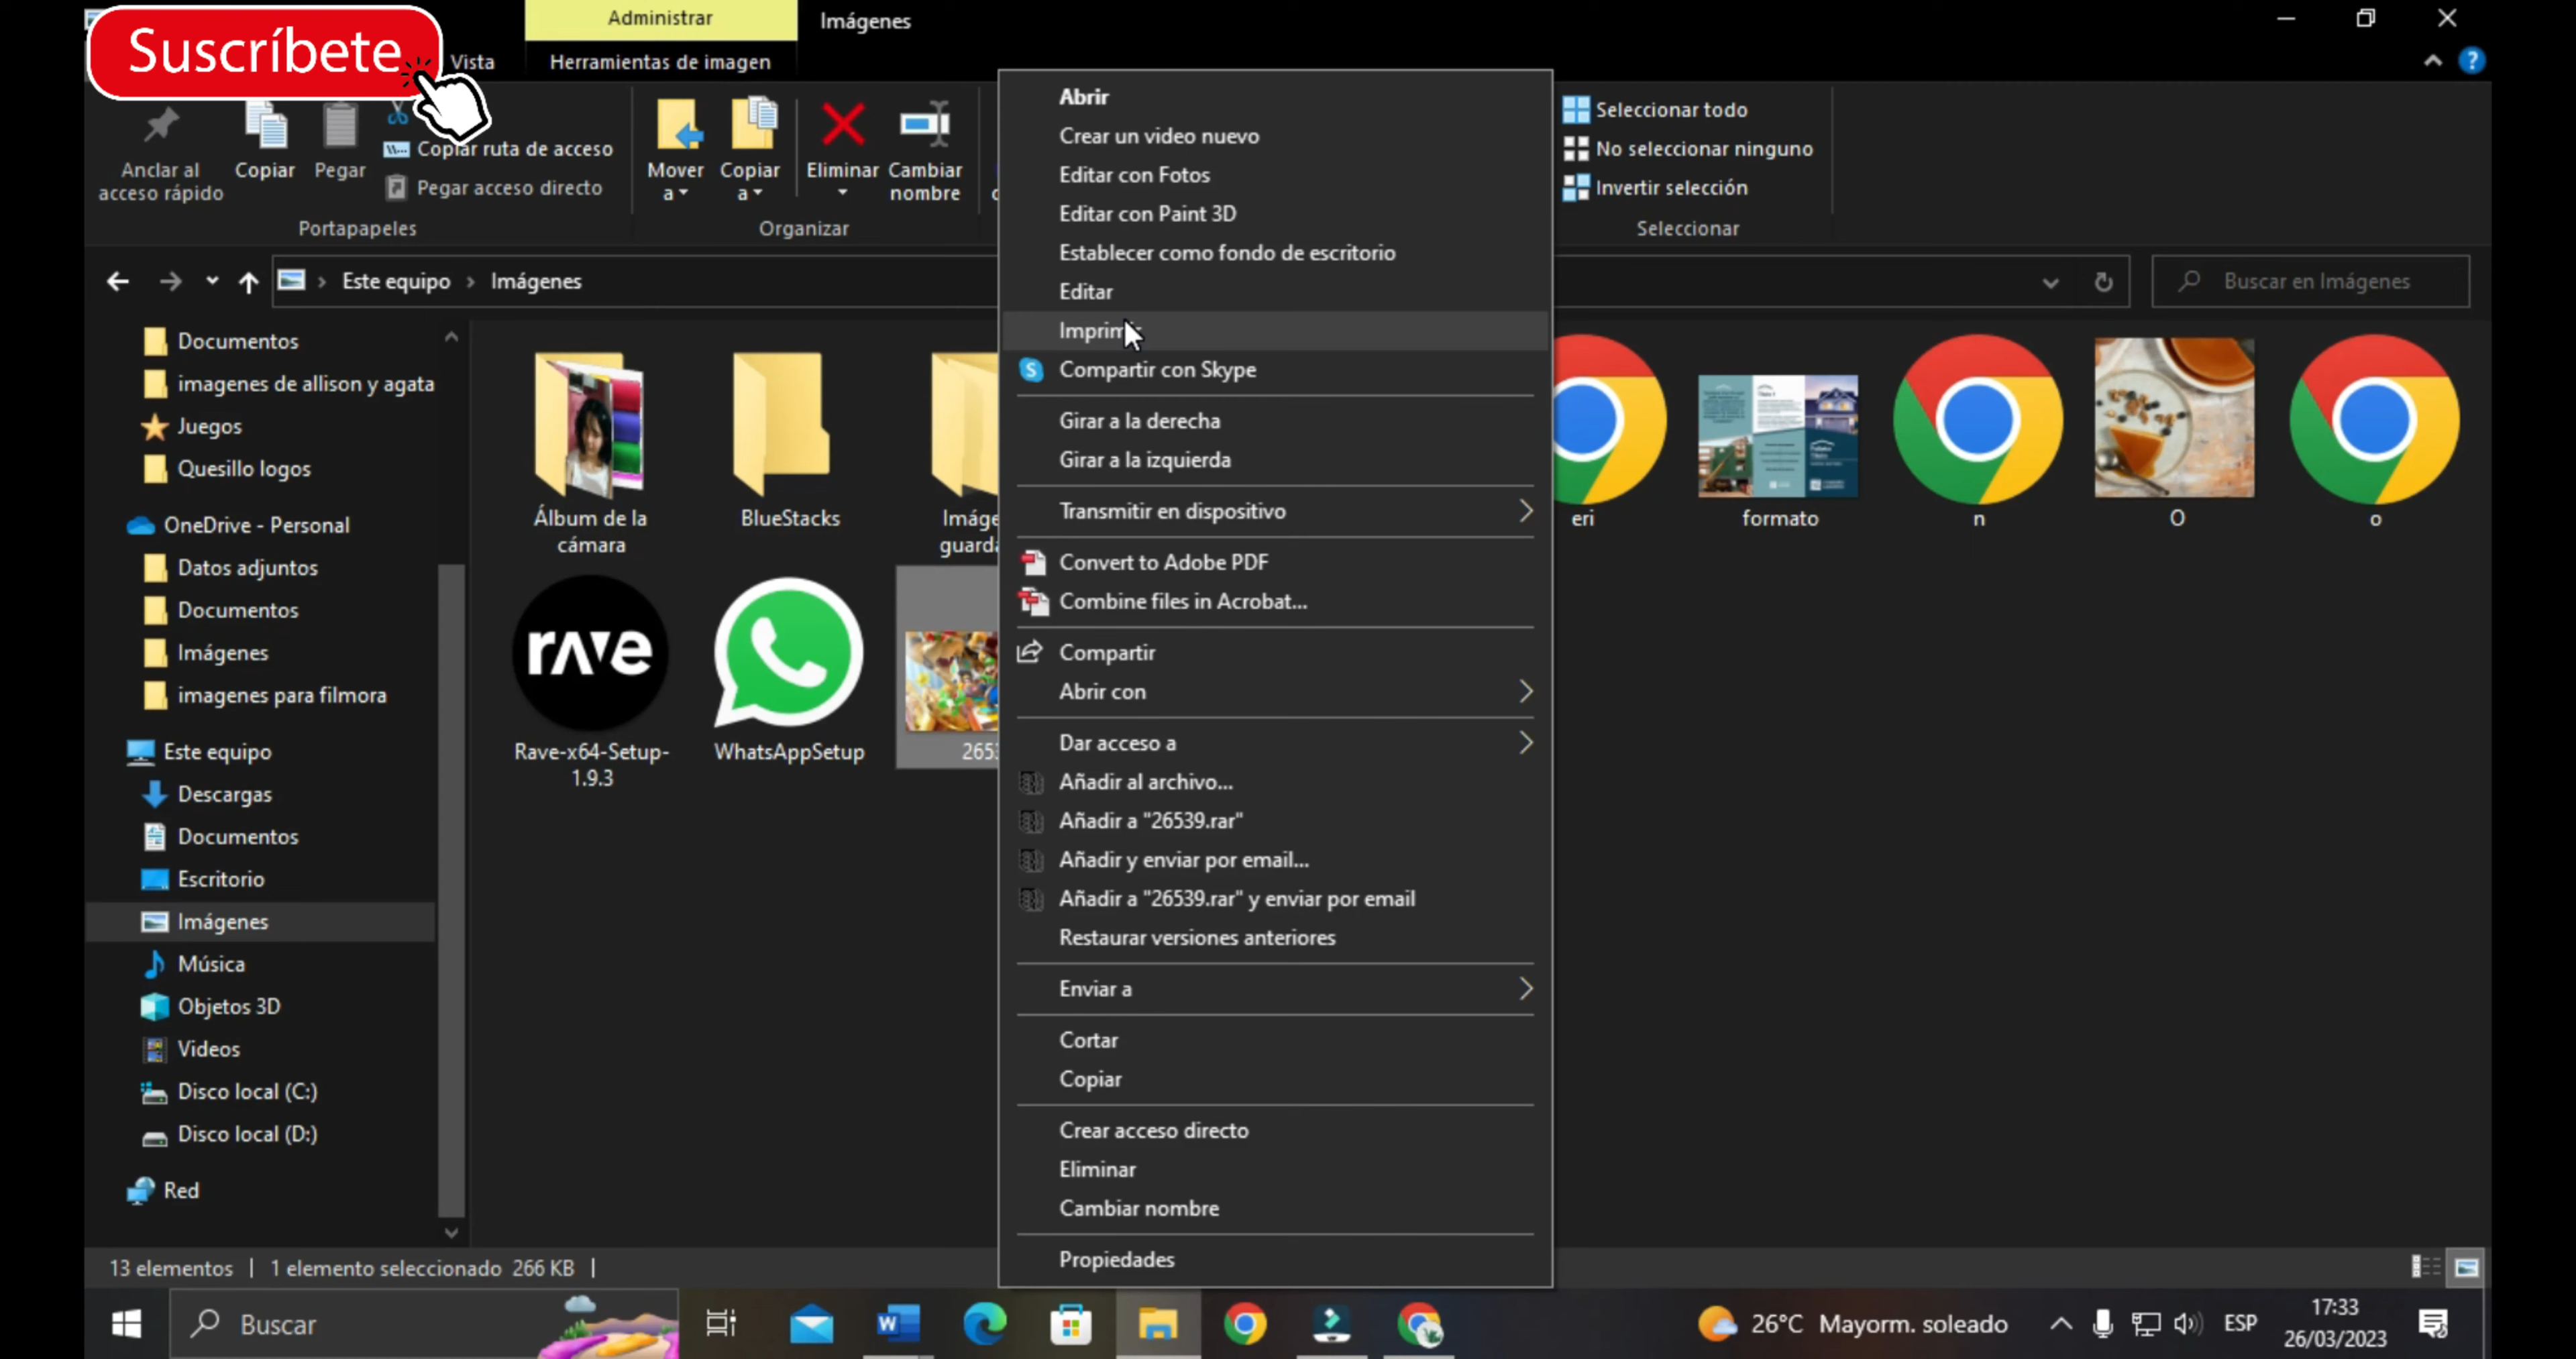 Suscríbete
Administrar
Imágenes
Vista
Herramientas de imagen
Anclar al
acceso rápido
Copiar
Pegar
Copiar ruta de acceso
Pegar acceso directo
Portapapeles
Mover
a
Copiar
a
Eliminar
Cambiar
nombre
Organizar
Seleccionar todo
No seleccionar ninguno
Invertir selección
Seleccionar
Este equipo
Imágenes
Buscar en Imágenes
Documentos
imagenes de allison y agata
Juegos
Quesillo logos
OneDrive - Personal
Datos adjuntos
Documentos
Imágenes
imagenes para filmora
Este equipo
Descargas
Documentos
Escritorio
Imágenes
Música
Objetos 3D
Videos
Disco local (C:)
Disco local (D:)
Red
Álbum de la
cámara
BlueStacks
eri
formato
n
O
o
rave
Rave-x64-Setup-
1.9.3
WhatsAppSetup
Abrir
Crear un video nuevo
Editar con Fotos
Editar con Paint 3D
Establecer como fondo de escritorio
Editar
Imprimir
Compartir con Skype
Girar a la derecha
Girar a la izquierda
Transmitir en dispositivo
Convert to Adobe PDF
Combine files in Acrobat...
Compartir
Abrir con
Dar acceso a
Añadir al archivo...
Añadir a "26539.rar"
Añadir y enviar por email...
Añadir a "26539.rar" y enviar por email
Restaurar versiones anteriores
Enviar a
Cortar
Copiar
Crear acceso directo
Eliminar
Cambiar nombre
Propiedades
13 elementos
1 elemento seleccionado 266 KB
Buscar
26°C Mayorm. soleado
ESP
17:33
26/03/2023